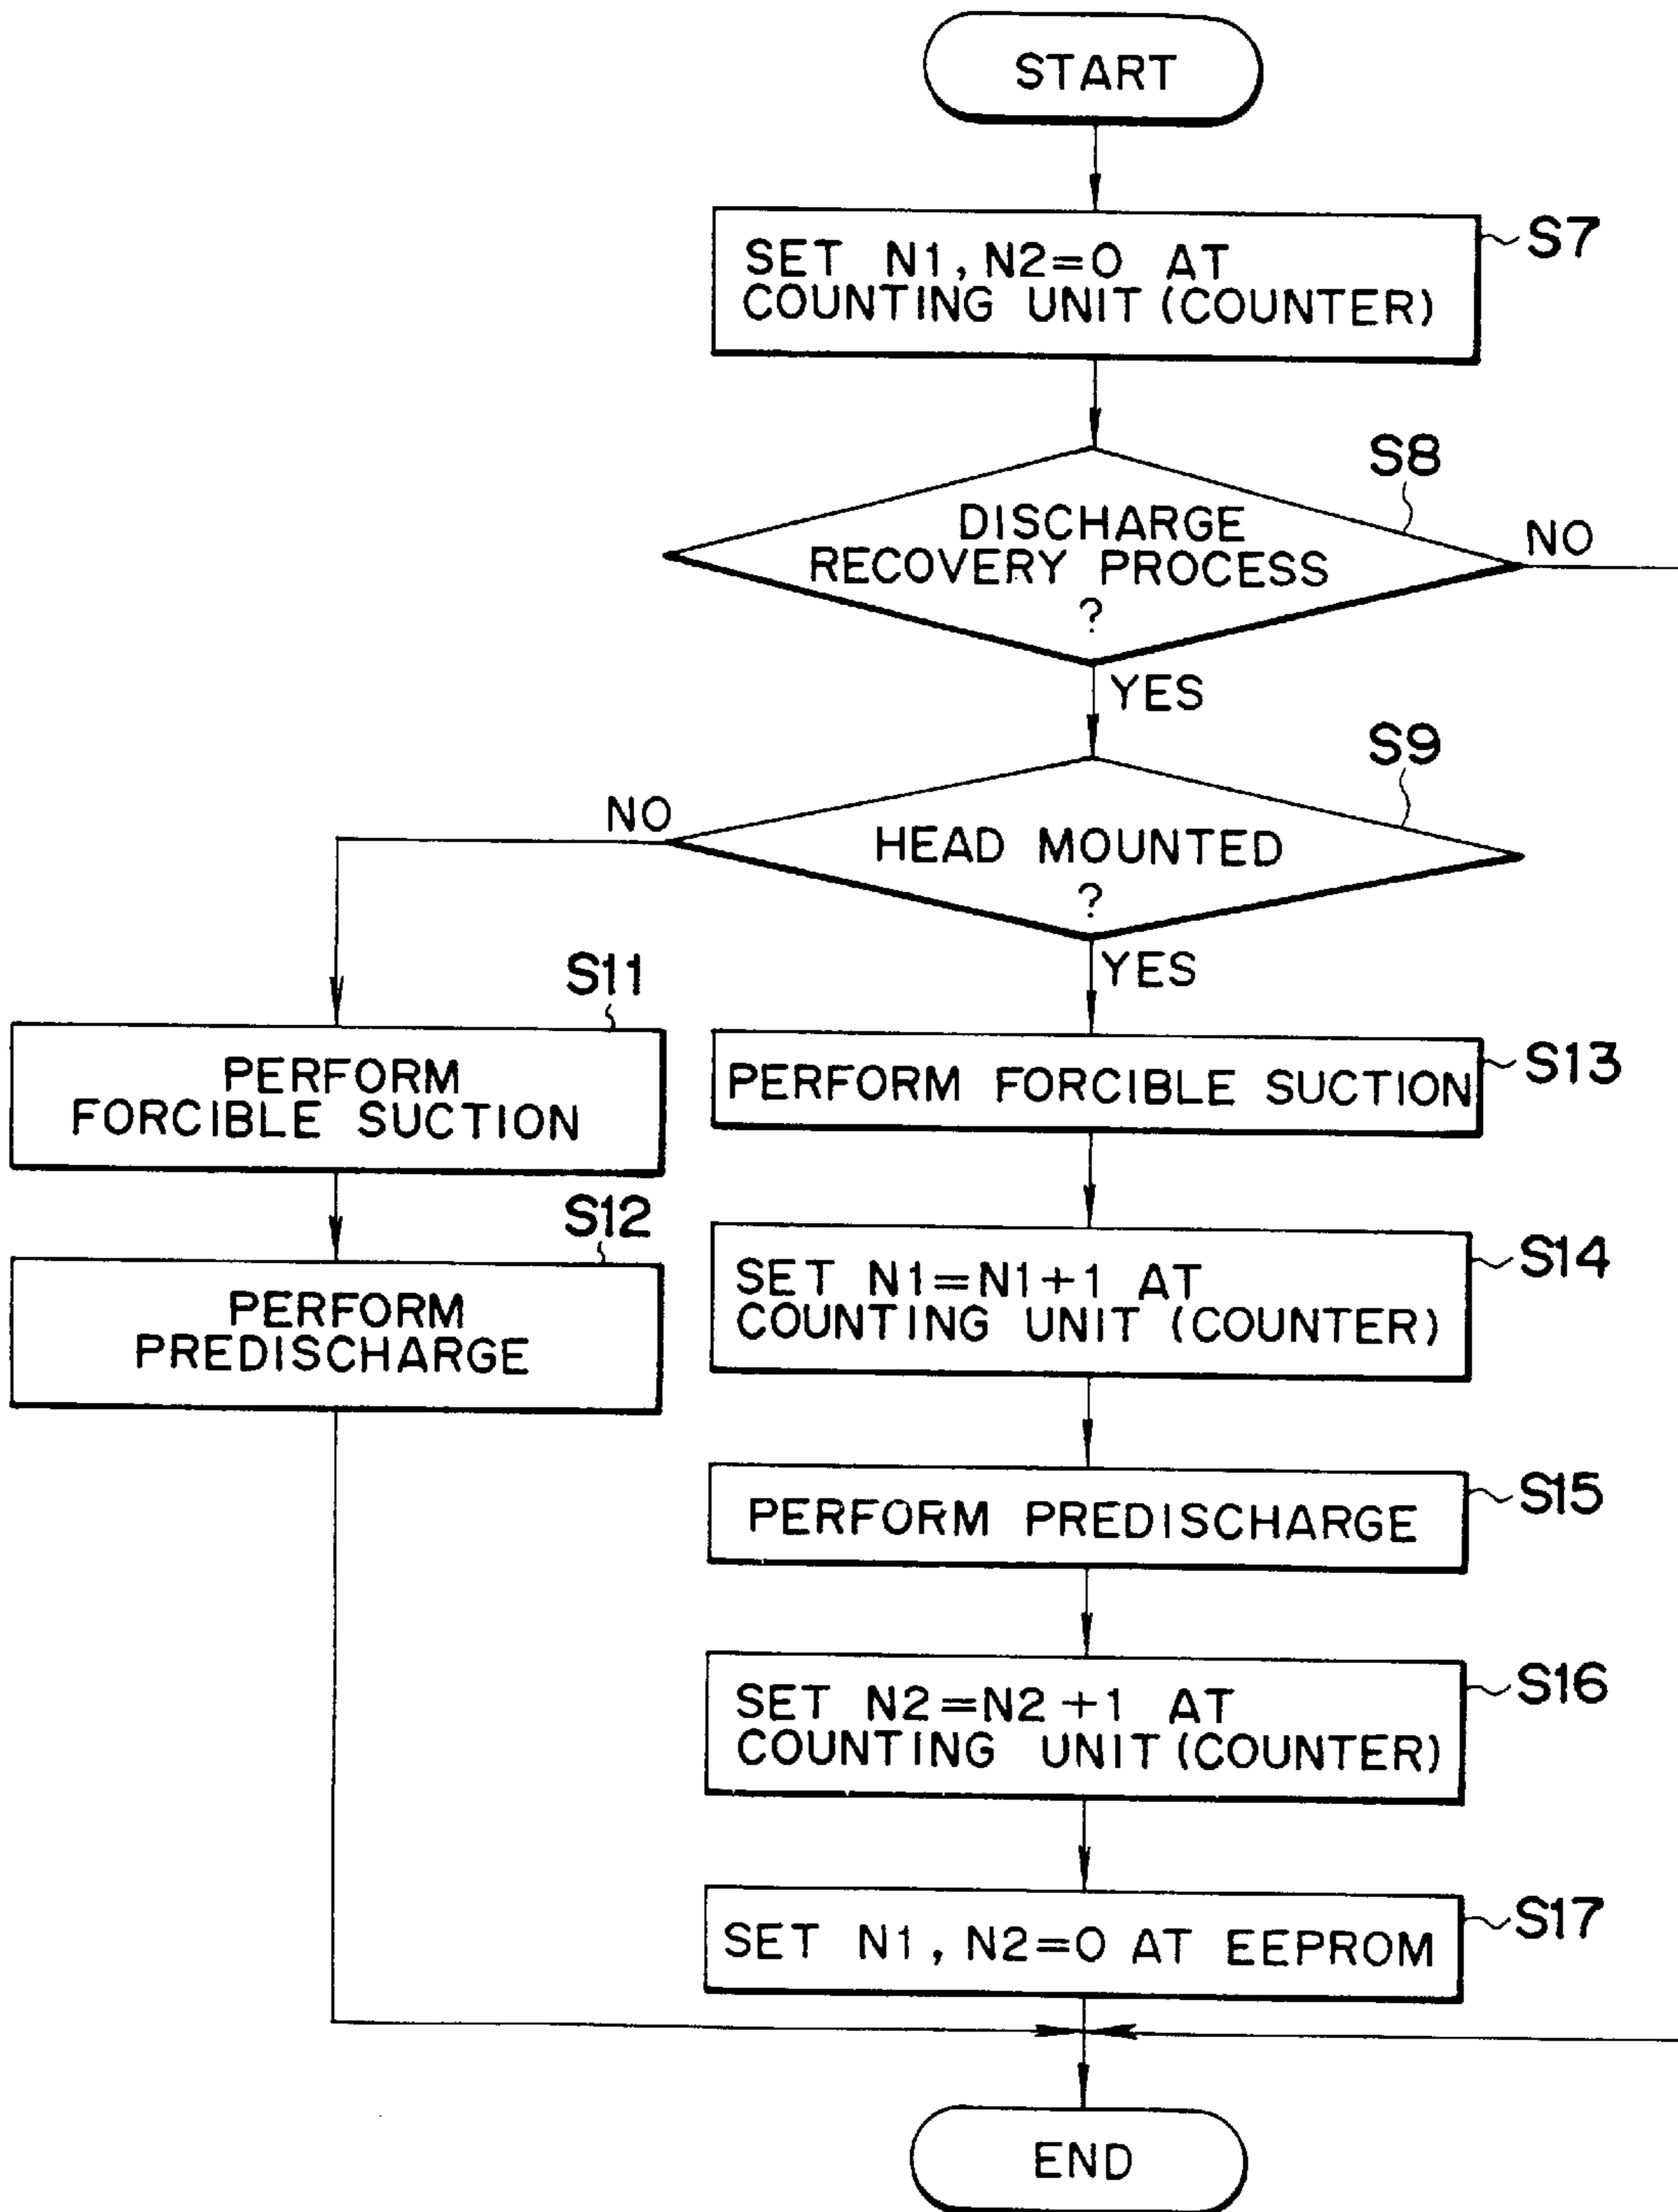 START
SET N1, N2=0 AT
COUNTING UNIT (COUNTER)
S7
DISCHARGE
RECOVERY PROCESS
?
S8
NO
YES
HEAD MOUNTED
?
S9
NO
YES
S11
PERFORM
FORCIBLE SUCTION
S12
PERFORM
PREDISCHARGE
PERFORM FORCIBLE SUCTION
S13
SET N1=N1+1 AT
COUNTING UNIT (COUNTER)
S14
PERFORM PREDISCHARGE
S15
SET N2=N2+1 AT
COUNTING UNIT (COUNTER)
S16
SET N1, N2=0 AT EEPROM
S17
END